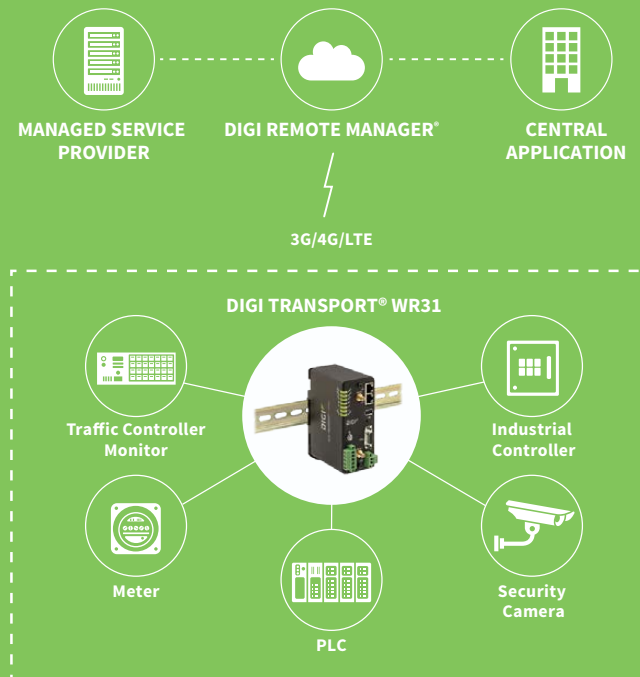 MANAGED SERVICE
PROVIDER
DIGI REMOTE MANAGER®
CENTRAL
APPLICATION
3G/4G/LTE
DIGI TRANSPORT® WR31
Traffic Controller
Monitor
DIGI
Industrial
Controller
Meter
PLC
Security
Camera